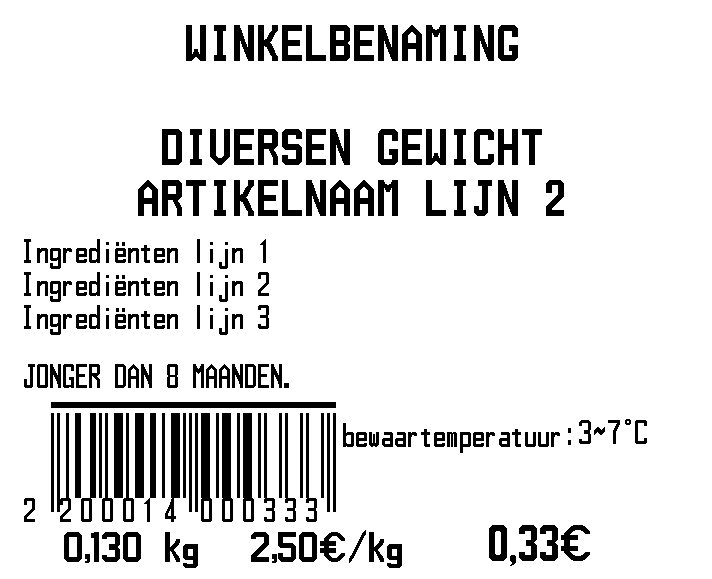 WINKELBENAMING
DIVERSEN GEWICHT
ARTIKELNAAM LIJN 2
Ingrediënten lijn 1
Ingrediënten lijn 2
Ingrediënten lijn 3
JONGER DAN 8 MAANDEN.
bewaartemperatuur:3~7°C
2 200014 000333
0,130 kg 2,50€/kg 0,33€